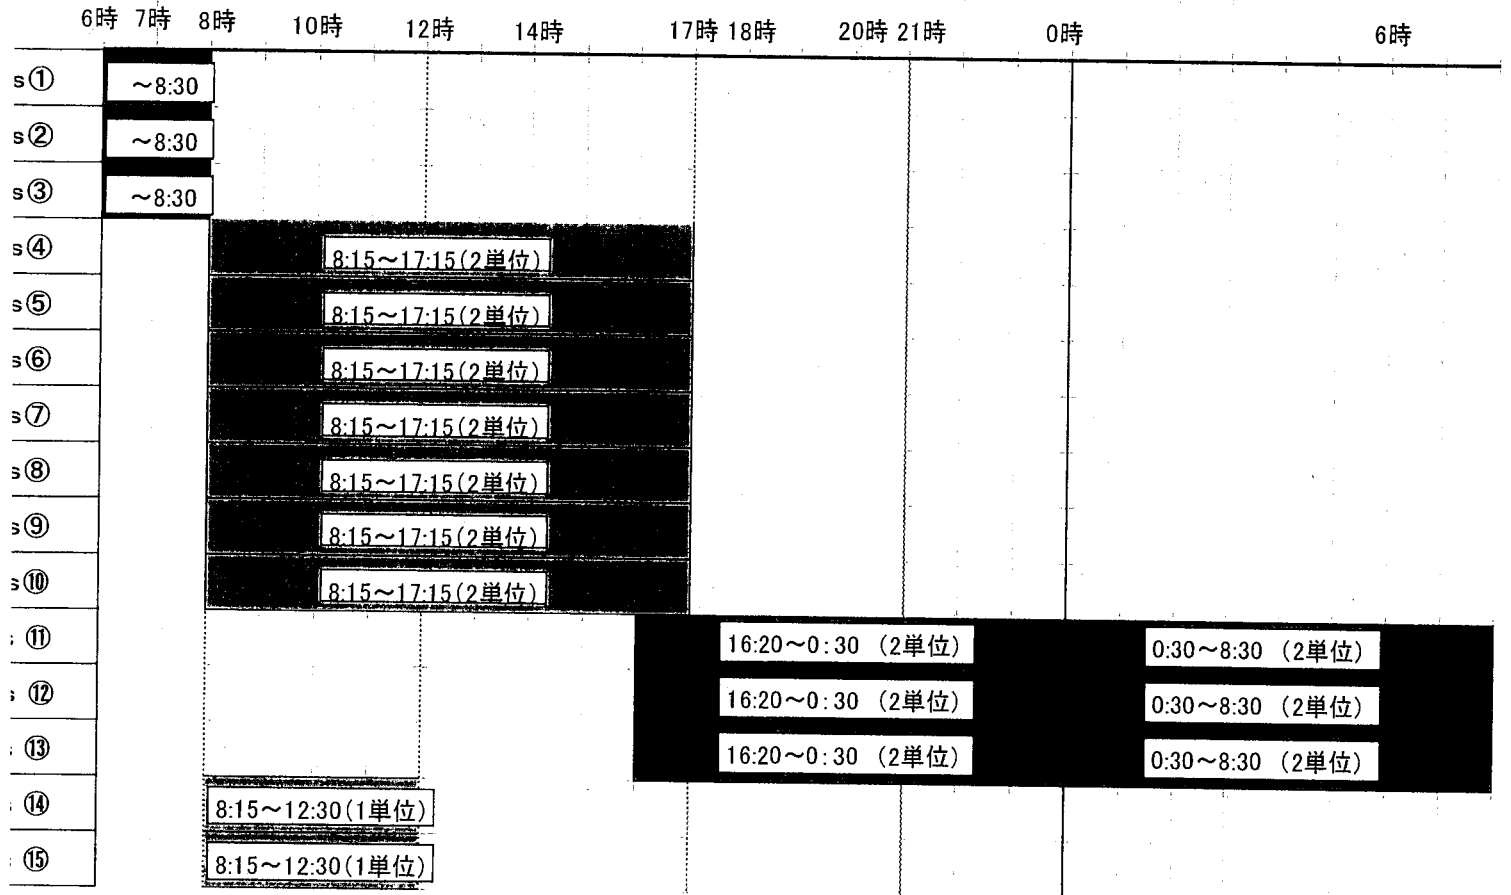 6時 7時 8時 10時 12時 14時 17時 18時 20時 21時 0時 6時
s① ～8:30
s② ～8:30
s③ ～8:30
s④ 8:15～17:15(2単位)
s⑤ 8:15～17:15(2単位)
s⑥ 8:15～17:15(2単位)
s⑦ 8:15～17:15(2単位)
s⑧ 8:15～17:15(2単位)
s⑨ 8:15～17:15(2単位)
s⑩ 8:15～17:15(2単位)
⑪ 16:20～0:30 (2単位) 0:30～8:30 (2単位)
⑫ 16:20～0:30 (2単位) 0:30～8:30 (2単位)
⑬ 16:20～0:30 (2単位) 0:30～8:30 (2単位)
⑭ 8:15～12:30(1単位)
⑮ 8:15～12:30(1単位)